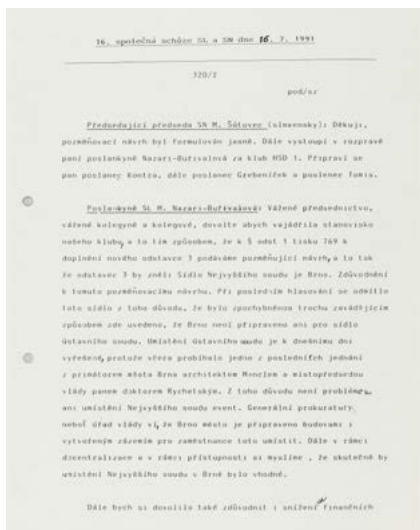 16. společná schůze SL a SN dne 16. 7. 1991
320/2
pod/sr
Předsedající předseda SN M. Šútovec (slovensky): Děkuji,
pozměňovací návrh byl formulován jasně. Dále vystoupí v rozpravě
paní poslankyně Nazari-Buřivalová za klub HSD 1. Připraví se
pan poslanec Kontra, dále poslanec Grebeníček a poslanec Tomis.
Poslankyně SL M. Nazari-Buřivalová: Vážené předsednictvo,
vážené kolegyně a kolegové, dovolte abych vyjádřila stanovisko
našeho klubu, a to tím způsobem, že k § odst 1 tisku 769 k
doplnění nového odstavce 3 podáváme pozměňující návrh, a to tak
že odstavec 3 by zněl: Sídlo Nejvyššího soudu je Brno. Zdůvodnění
k tomuto pozměňovacímu návrhu. Při posledním hlasování se odmítlo
toto sídlo z toho důvodu, že bylo zpochybněno trochu zavádějícím
způsobem zde uvedeno, že Brno není připraveno ani pro sídlo
ústavního soudu. Umístění ústavního soudu je k dnešnímu dni
vyřešené, protože včera probíhalo jedno z posledních jednání
s primátorem města Brna architektem Menclem a místopředsedou
vlády panem doktorem Rychetským. Z toho důvodu není problémem
ani umístění Nejvyššího soudu event. Generální prokuratury
neboť úřad vlády ví, že Brno město je připraveno budovami i
vytvořeným zázemím pro zaměstnance toto umístit. Dále v rámci
decentralizace a v rámci přístupnosti si myslíme , že skutečně by
umístění Nejvyššího soudu v Brně bylo vhodné.
Dále bych si dovolila také zdůvodnit i snížení finančních